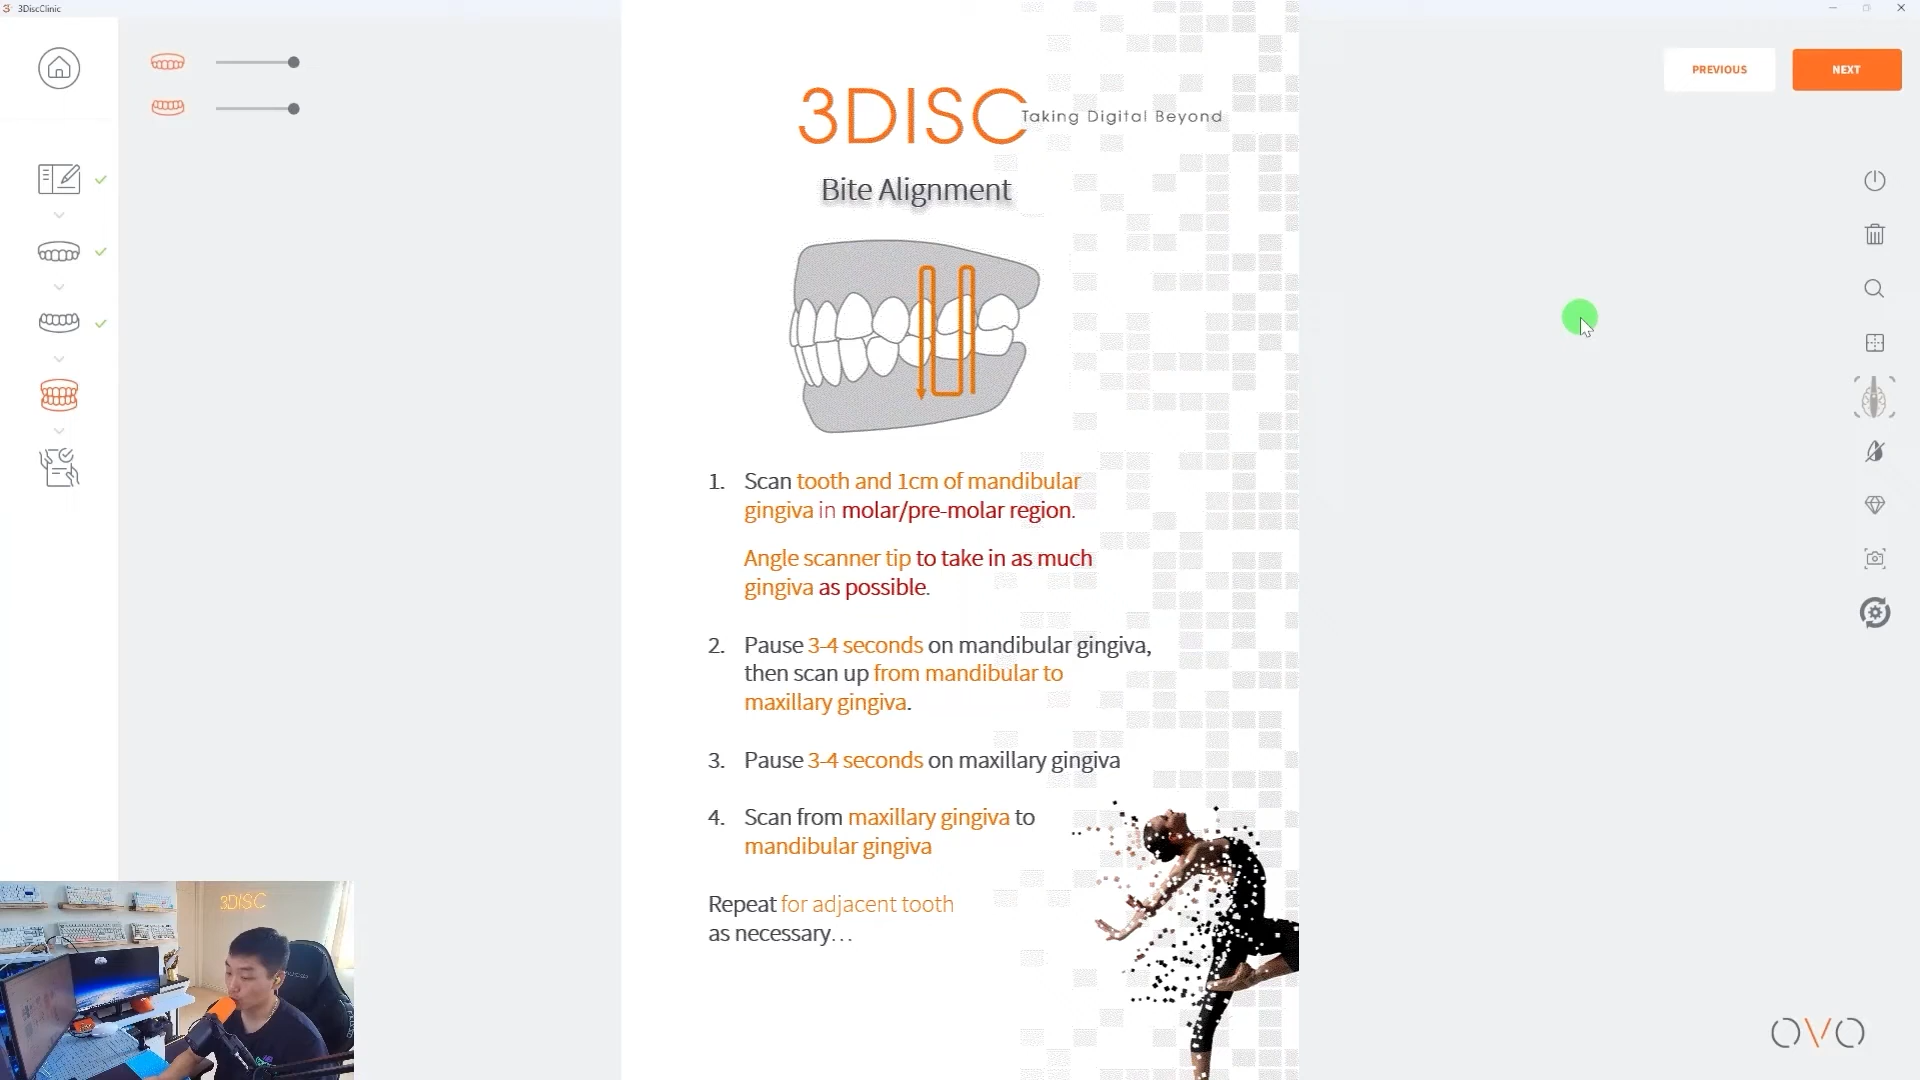 3DiscClinic
PREVIOUS
NEXT
3DISC
Taking Digital Beyond
Bite Alignment
1. Scan tooth and 1cm of mandibular
gingiva in molar/pre-molar region.
Angle scanner tip to take in as much
gingiva as possible.
2. Pause 3-4 seconds on mandibular gingiva,
then scan up from mandibular to
maxillary gingiva.
3. Pause 3-4 seconds on maxillary gingiva
4. Scan from maxillary gingiva to
mandibular gingiva
Repeat for adjacent tooth
as necessary...
3DISC
OVO